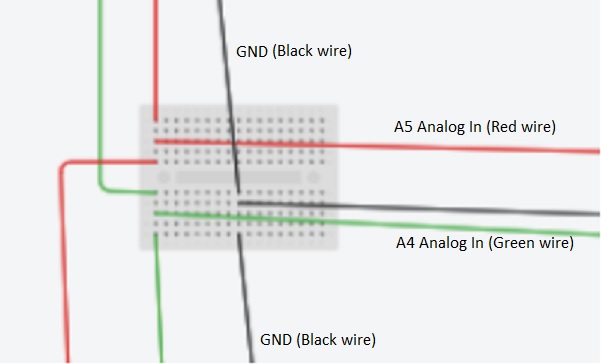 GND (Black wire)
A5 Analog In (Red wire)
A4 Analog In (Green wire)
GND (Black wire)